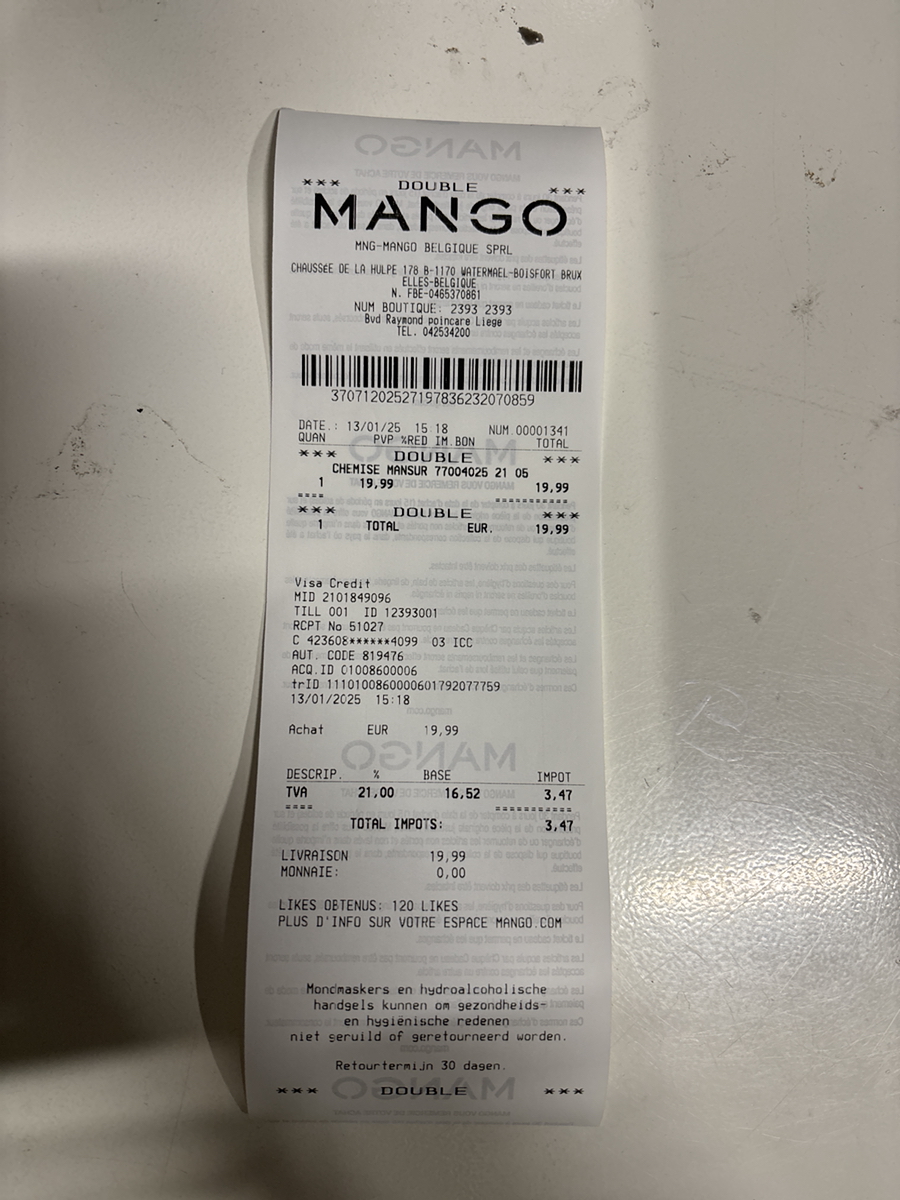 *** DOUBLE ***
MANGO
MNG-MANGO BELGIQUE SPRL
CHAUSSéE DE LA HULPE 178 B-1170 WATERMAEL-BOISFORT BRUX
ELLES-BELGIQUE
N. FBE-0465370861
NUM BOUTIQUE: 2393 2393
Bvd Raymond poincare Liege
TEL. 042534200
37071202527197836232070859
DATE.: 13/01/25 15:18 NUM.00001341
QUAN PVP %RED IM.BON TOTAL
*** DOUBLE ***
CHEMISE MANSUR 77004025 21 05
1 19,99 19,99
==== ===========
*** DOUBLE ***
1 TOTAL EUR. 19,99
Visa Credit
MID 2101849096
TILL 001 ID 12393001
RCPT No 51027
C 423608******4099 03 ICC
AUT. CODE 819476
ACQ.ID 01008600006
trID 1110100860000601792077759
13/01/2025 15:18
Achat EUR 19,99
DESCRIP. % BASE IMPOT
TVA 21,00 16,52 3,47
==== ===========
TOTAL IMPOTS: 3,47
LIVRAISON 19,99
MONNAIE: 0,00
LIKES OBTENUS: 120 LIKES
PLUS D'INFO SUR VOTRE ESPACE MANGO.COM
Mondmaskers en hydroalcoholische
handgels kunnen om gezondheids-
en hygiënische redenen
niet geruild of geretourneerd worden.
Retourtermijn 30 dagen.
*** DOUBLE ***